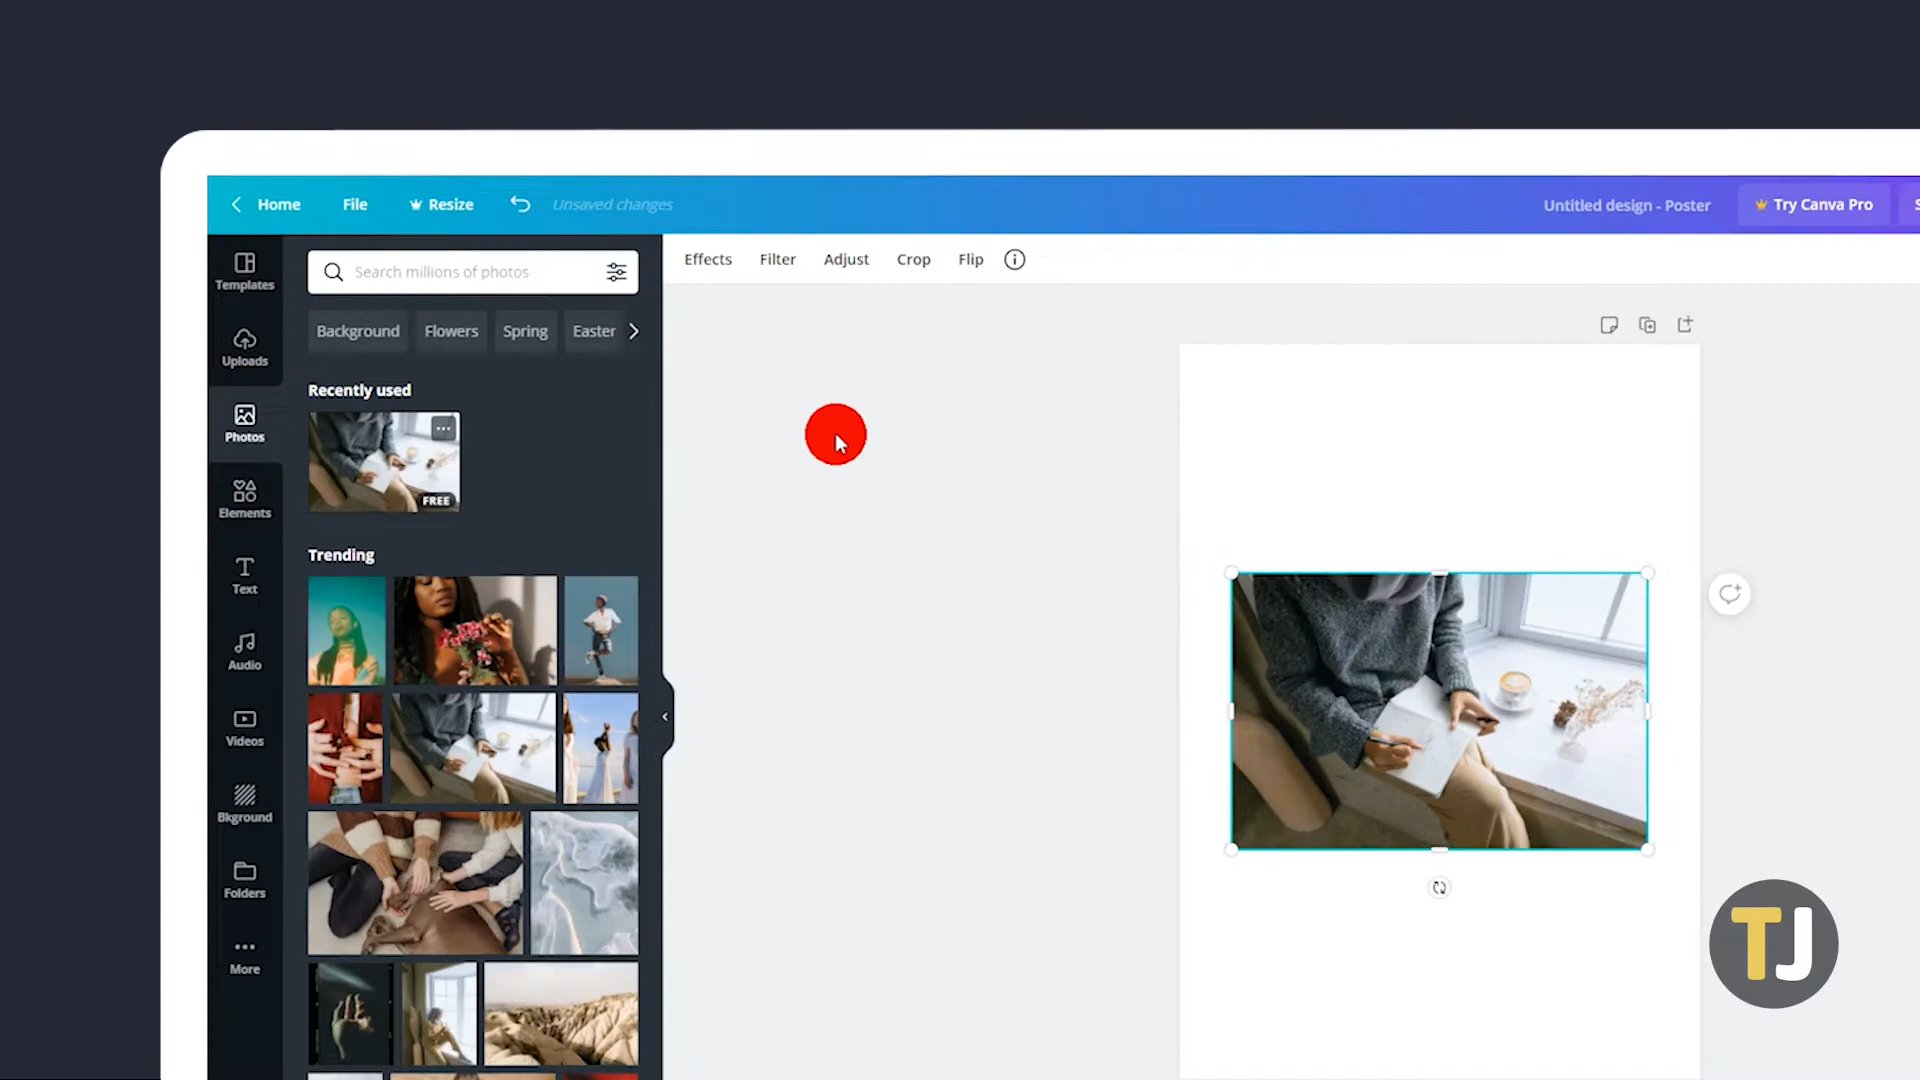 Home File Resize Unsaved changes Untitled design - Poster Try Canva Pro
Templates
Uploads
Photos
Elements
Text
Audio
Videos
Bkground
Folders
More
Search millions of photos
Background Flowers Spring Easter
Recently used
FREE
Trending
Effects Filter Adjust Crop Flip
TJ